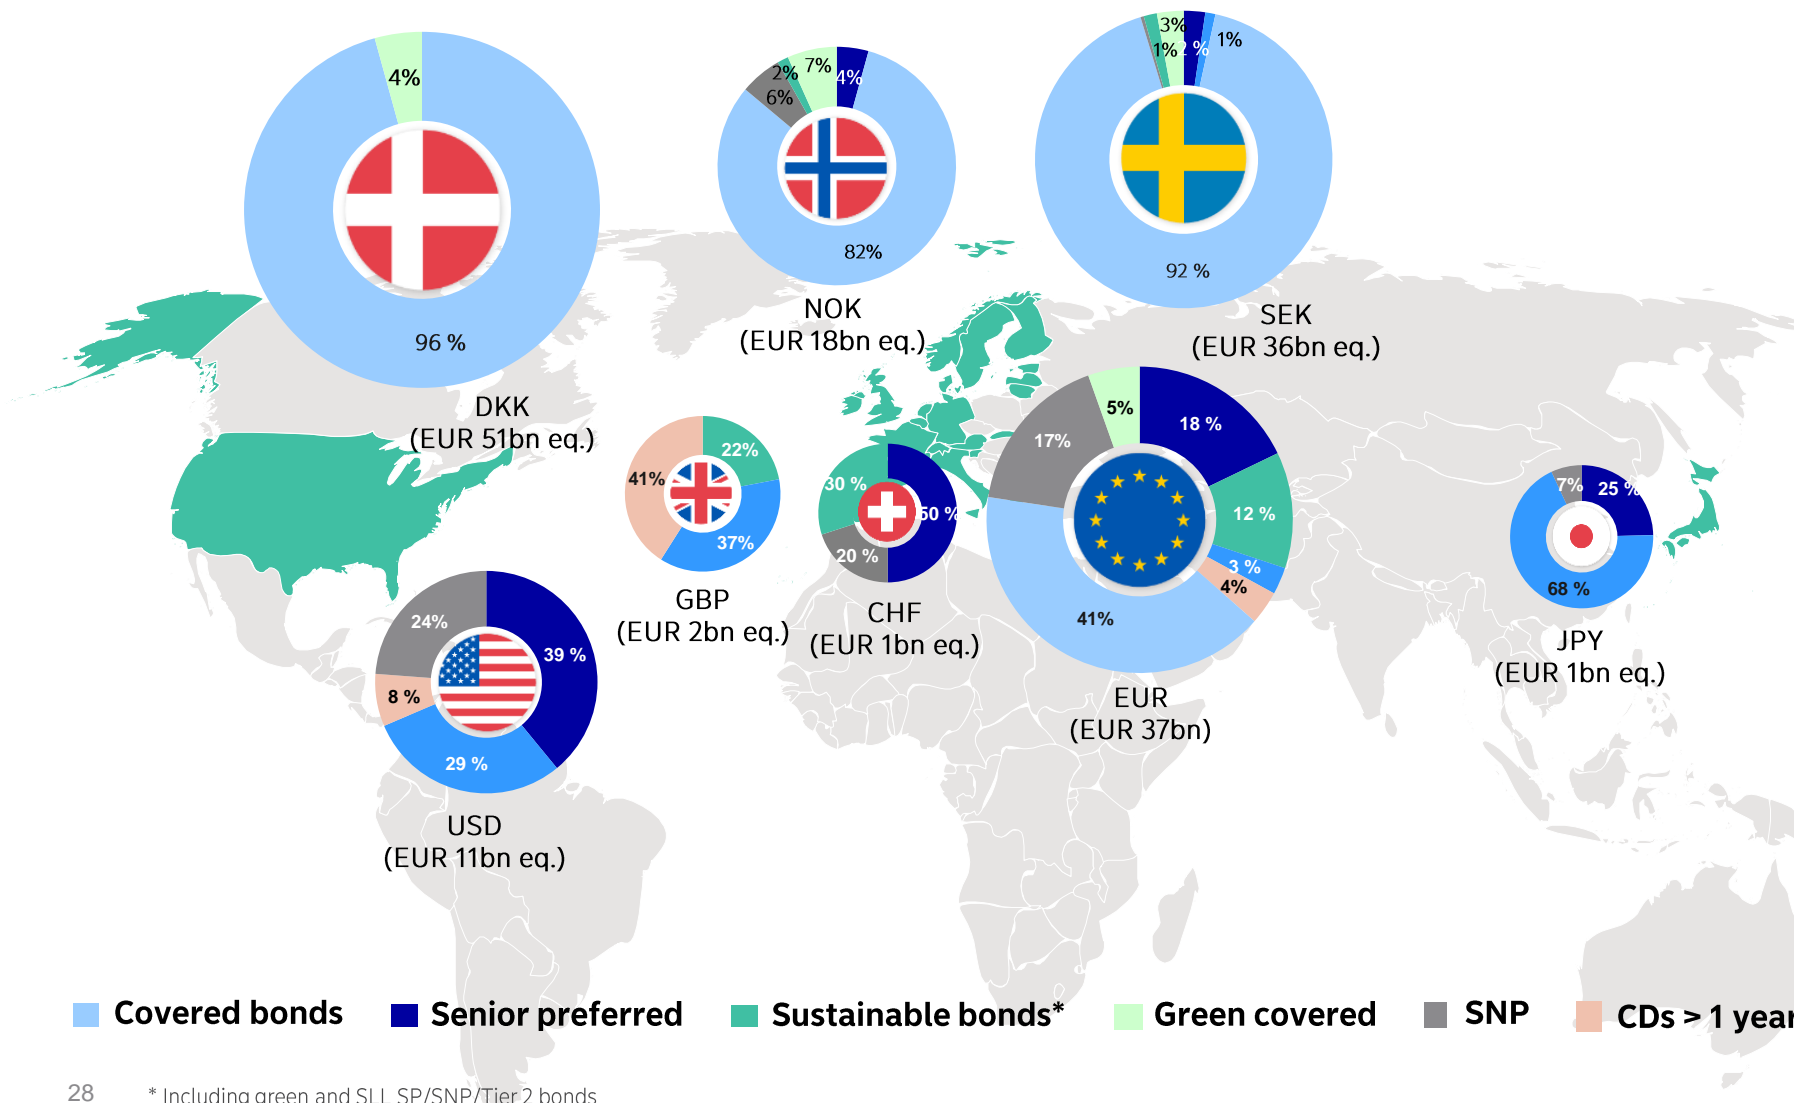 4%
96 %
DKK
(EUR 51bn eq.)
7%
4%
2%
6%
82%
NOK
(EUR 18bn eq.)
3%
1%
2 %
1%
92 %
SEK
(EUR 36bn eq.)
22%
41%
37%
GBP
(EUR 2bn eq.)
30 %
50 %
20 %
CHF
(EUR 1bn eq.)
5%
18 %
17%
12 %
3 %
4%
41%
EUR
(EUR 37bn)
7%
25 %
68 %
JPY
(EUR 1bn eq.)
24%
39 %
8 %
29 %
USD
(EUR 11bn eq.)
Covered bonds
Senior preferred
Sustainable bonds*
Green covered
SNP
CDs > 1 year
28
* Including green and SLL SP/SNP/Tier 2 bonds